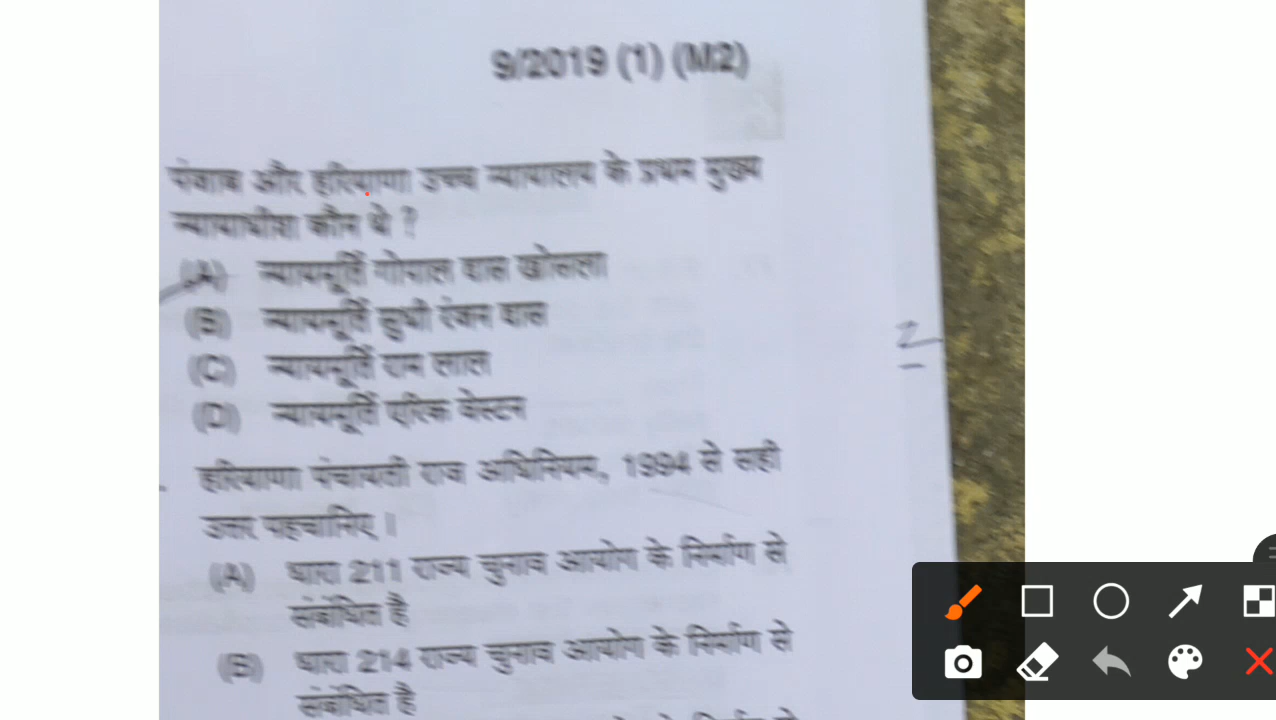 9/2019 (1) (M2)
पंजाब और हरियाणा उच्च न्यायालय के प्रथम मुख्य
न्यायाधीश कौन थे ?
(A) न्यायमूर्ति गोपाल दास खोसला
(B) न्यायमूर्ति सुधी रंजन दास
(C) न्यायमूर्ति राम लाल
(D) न्यायमूर्ति एरिक वेस्टन
हरियाणा पंचायती राज अधिनियम, 1994 से सही
उत्तर पहचानिए ।
(A) धारा 211 राज्य चुनाव आयोग के निर्माण से
संबंधित है
(B) धारा 214 राज्य चुनाव आयोग के निर्माण से
संबंधित है